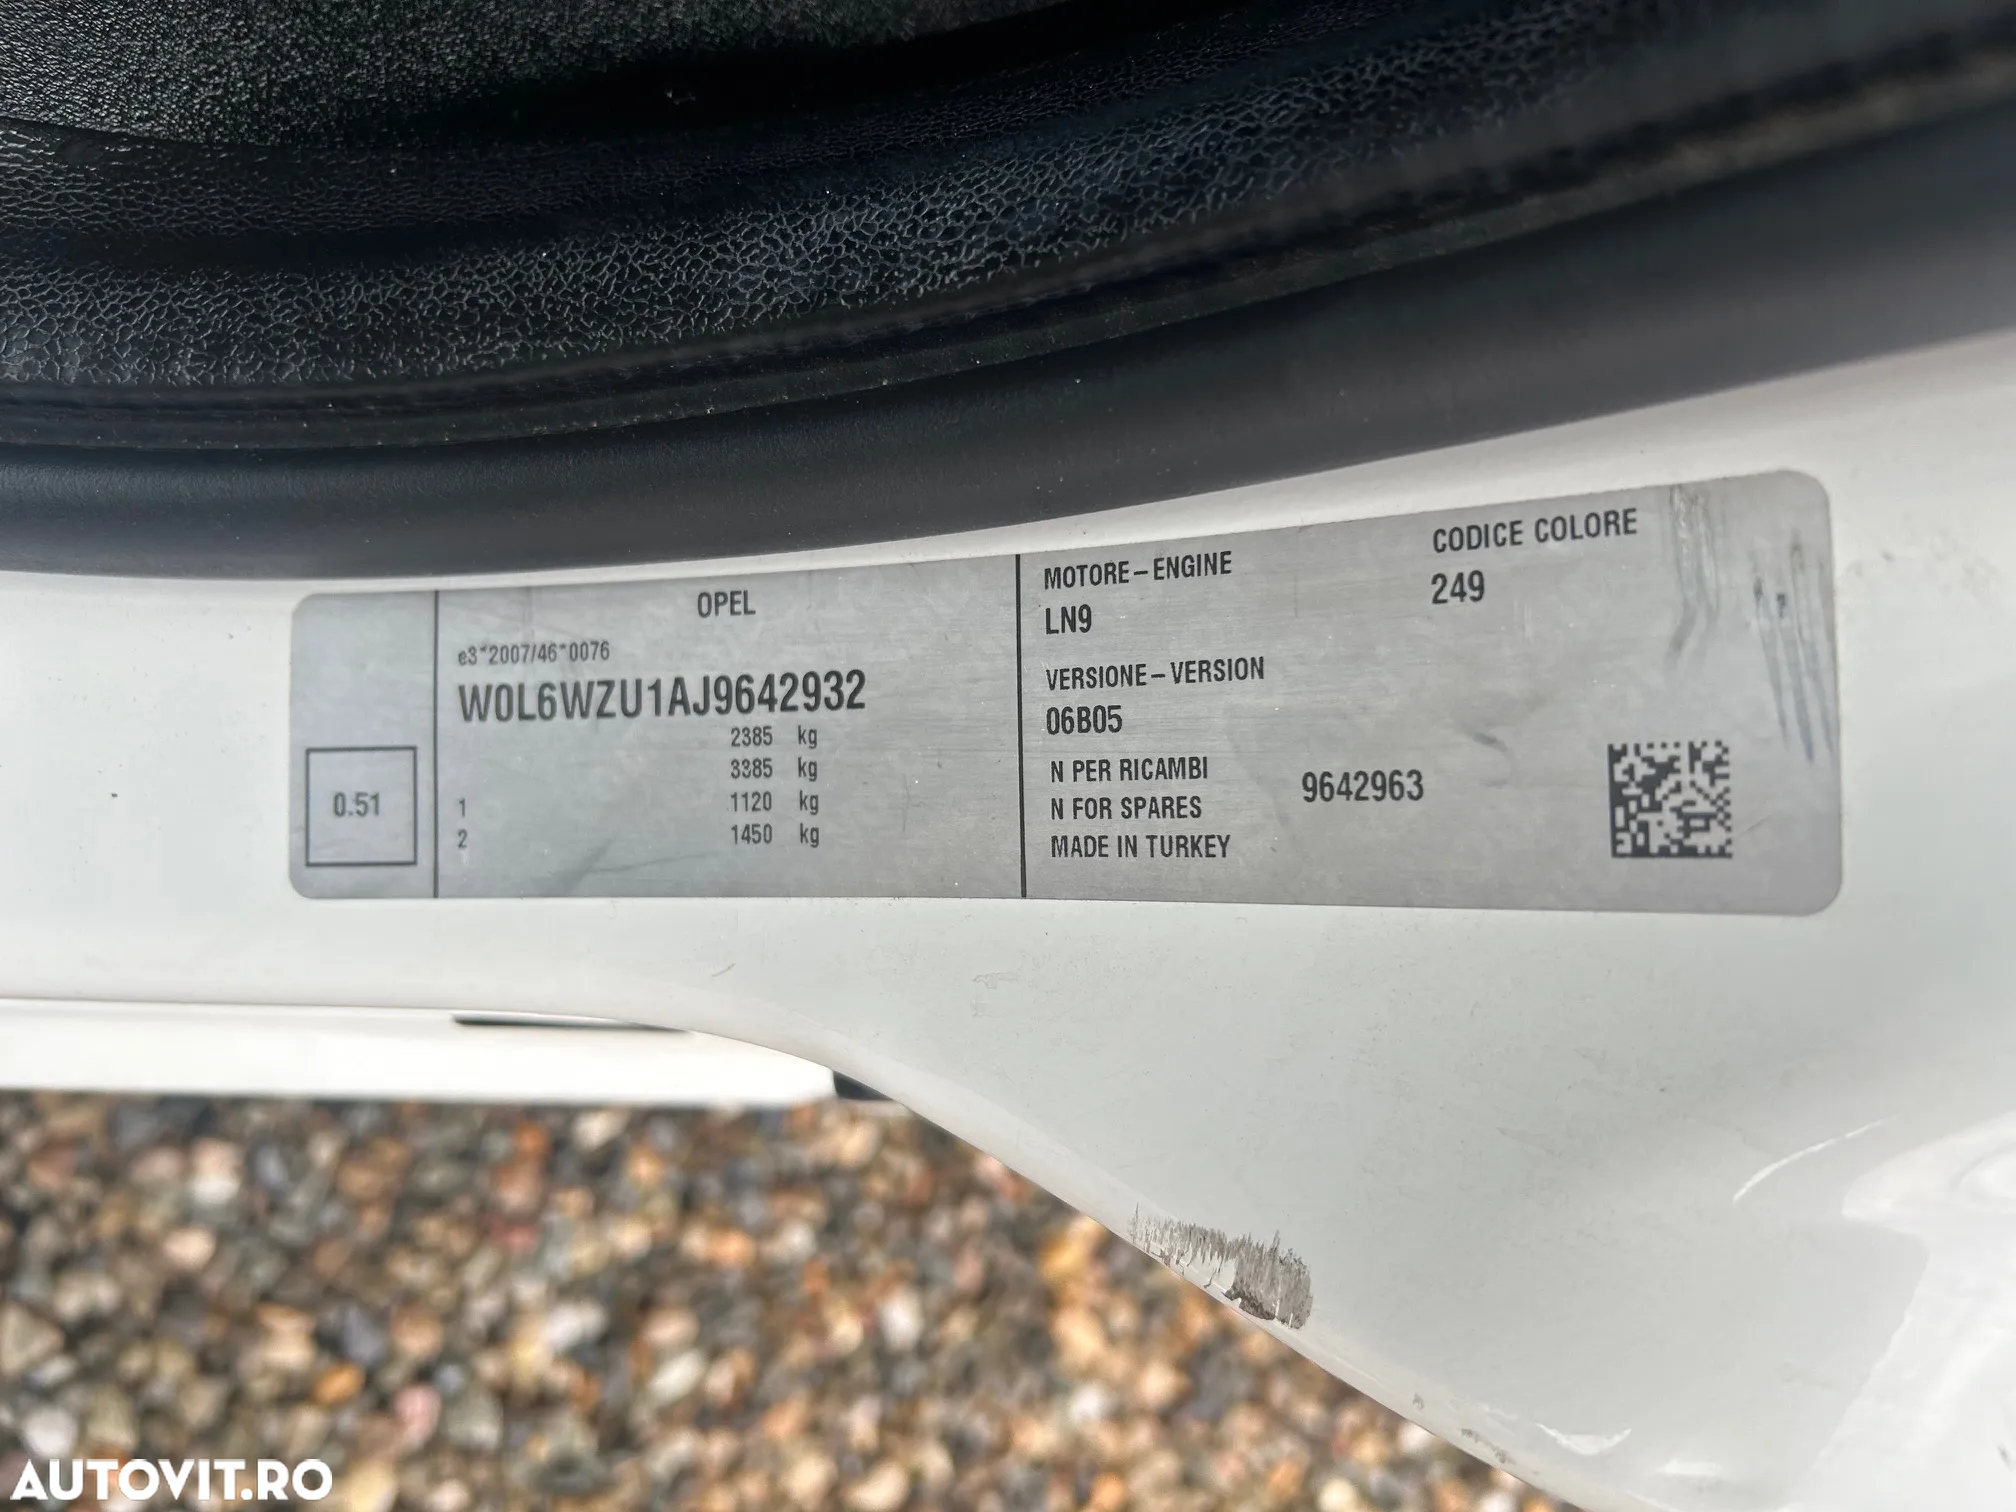 OPEL
e3*2007/46*0076
W0L6WZU1AJ9642932
2385 kg
3385 kg
1 1120 kg
2 1450 kg
0.51
MOTORE-ENGINE
LN9
CODICE COLORE
249
VERSIONE-VERSION
06B05
N PER RICAMBI
N FOR SPARES
9642963
MADE IN TURKEY
AUTOVIT.RO